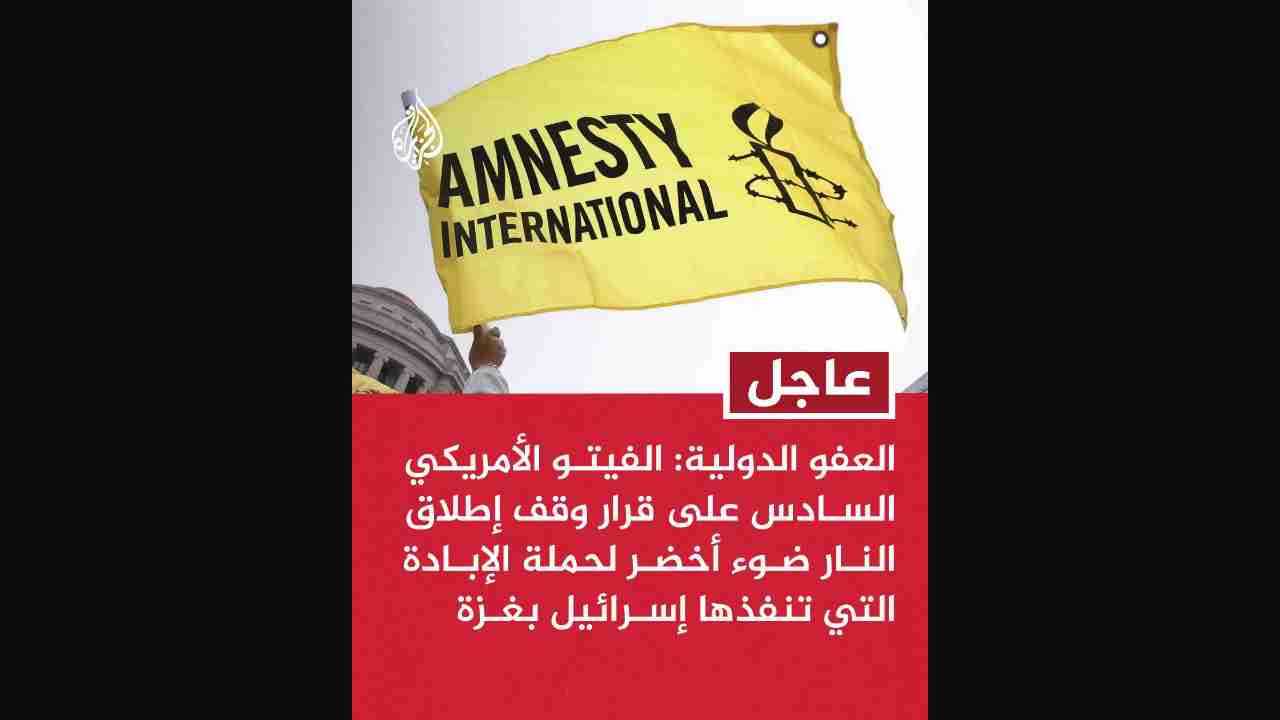 AMNESTY
INTERNATIONAL
الجزيرة
عاجل
العفو الدولية: الفيتو الأمريكي
السادس على قرار وقف إطلاق
النار ضوء أخضر لحملة الإبادة
التي تنفذها إسرائيل بغزة